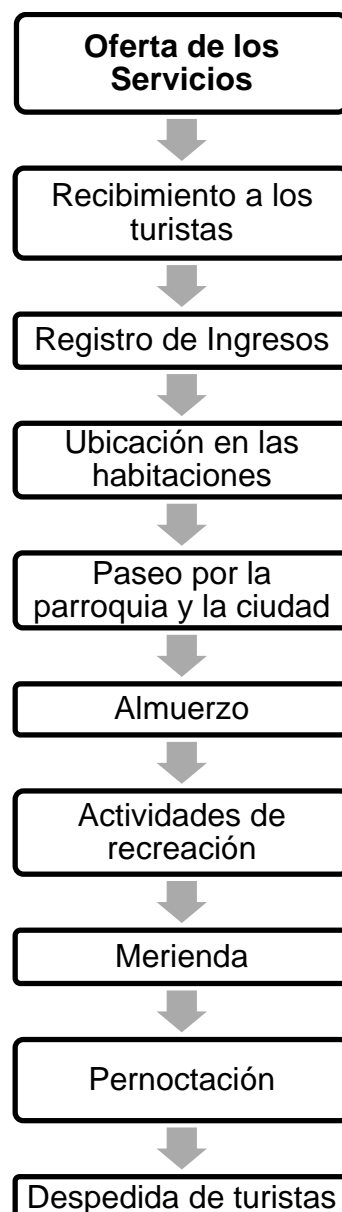 Oferta de los
Servicios
Recibimiento a los
turistas
Registro de Ingresos
Ubicación en las
habitaciones
Paseo por la
parroquia y la ciudad
Almuerzo
Actividades de
recreación
Merienda
Pernoctación
Despedida de turistas